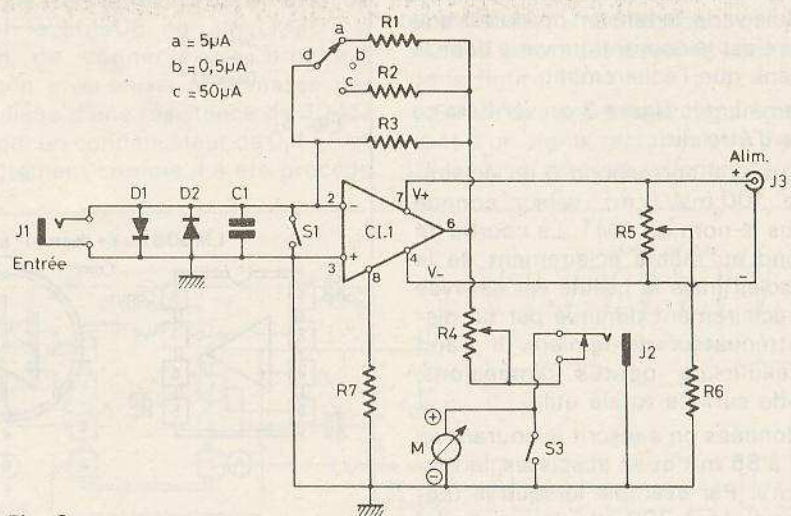 a = 5µA
b = 0,5µA
c = 50µA
a
b
c
d
R1
R2
R3
Alim.
+
J3
-
J1
Entrée
D1
D2
C1
S1
2
3
+
CI.1
7
V+
6
4
V-
8
R5
R4
R7
J2
R6
M
+
-
S3